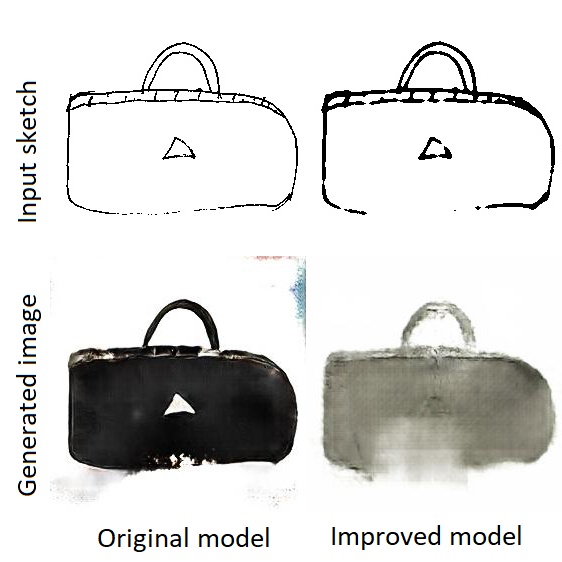 Input sketch
Generated image
Original model
Improved model